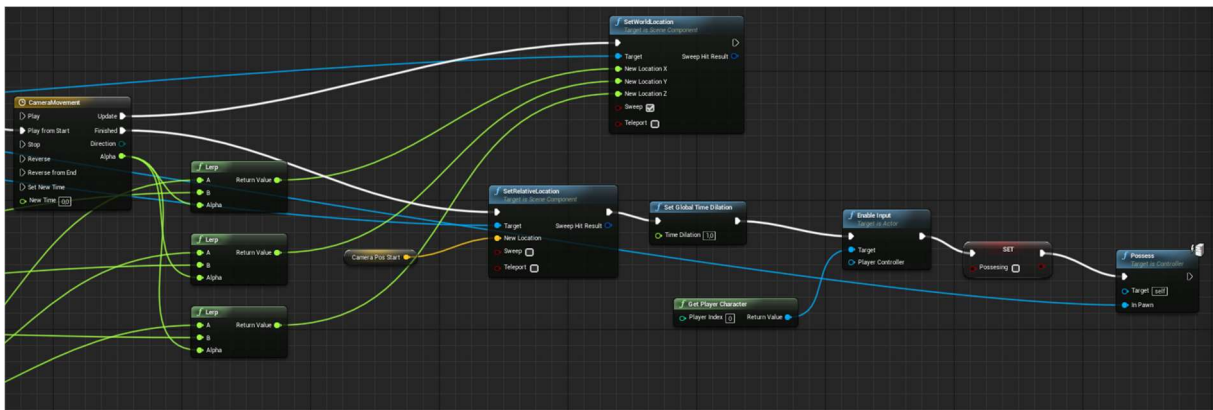 SetWorldLocation
Target is Scene Component
Target
Sweep Hit Result
New Location X
New Location Y
New Location Z
Sweep
Teleport
CameraMovement
Play
Update
Play from Start
Finished
Stop
Direction
Reverse
Alpha
Reverse from End
Set New Time
New Time 0,0
Lerp
A
Return Value
B
Alpha
Lerp
A
Return Value
B
Alpha
Lerp
A
Return Value
B
Alpha
Camera Pos Start
SetRelativeLocation
Target is Scene Component
Target
Sweep Hit Result
New Location
Sweep
Teleport
Set Global Time Dilation
Time Dilation 1,0
Get Player Character
Player Index 0
Return Value
Enable Input
Target is Actor
Target
Player Controller
SET
Possesing
Possess
Target is Controller
Target self
In Pawn